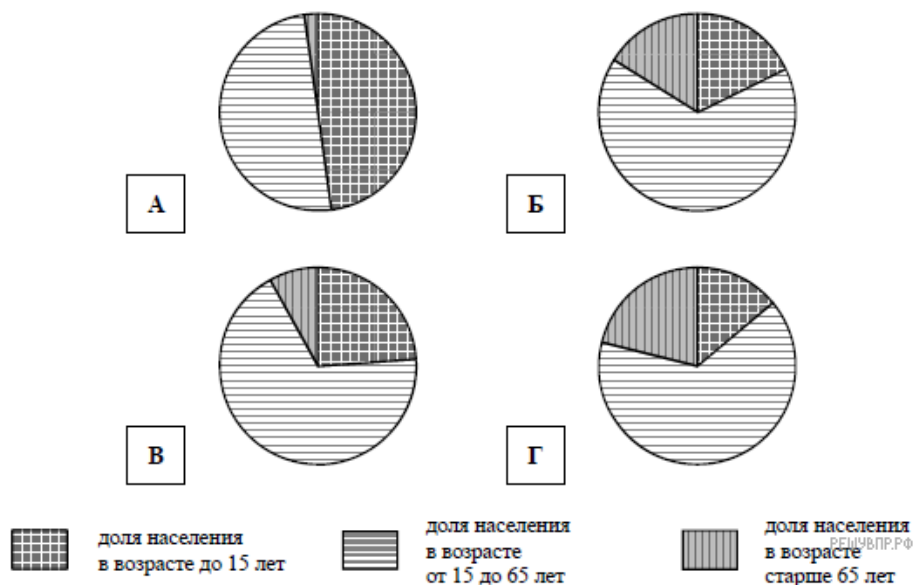 А
Б
В
Г
доля населения
в возрасте до 15 лет
доля населения
в возрасте
от 15 до 65 лет
доля населения
в возрасте
старше 65 лет
РЕШУВПР.РФ